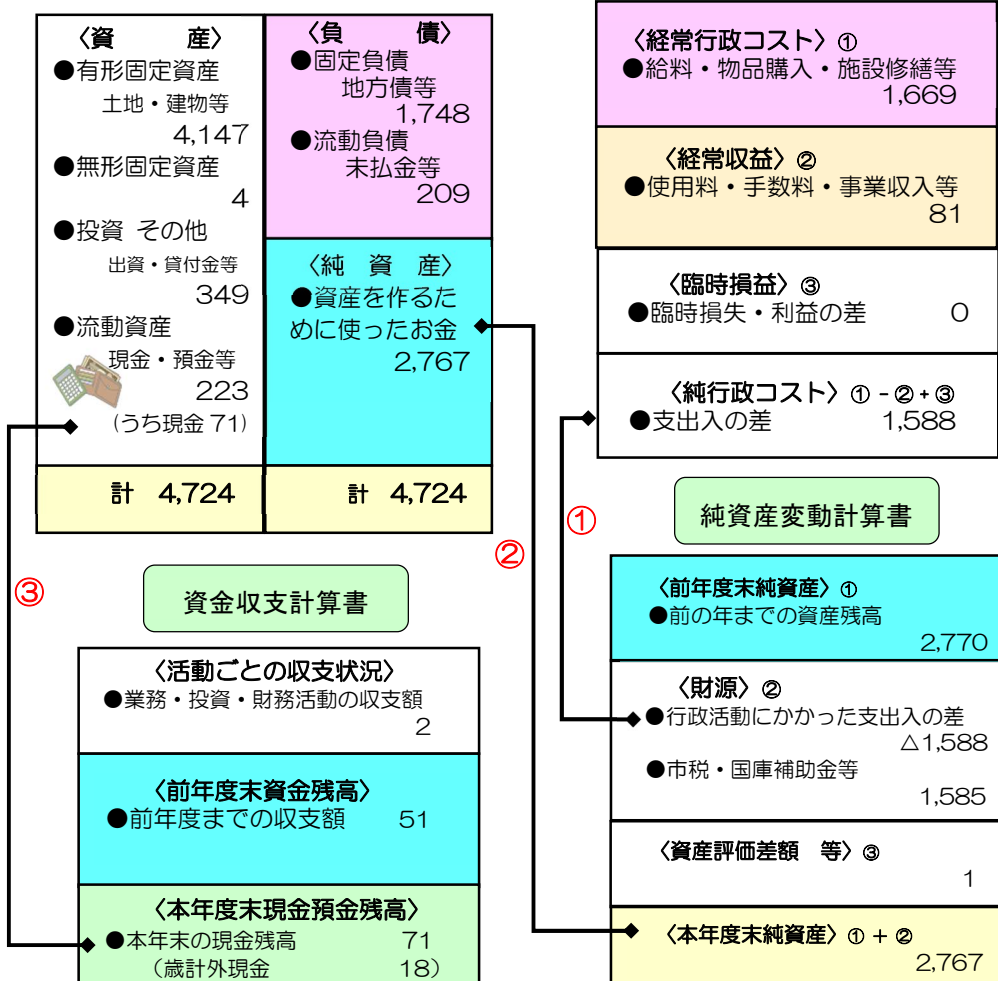 〈資　　産〉
●有形固定資産
土地・建物等
4,147
●無形固定資産
4
●投資 その他
出資・貸付金等
349
●流動資産
現金・預金等
223
(うち現金 71)
計 4,724
〈負　　債〉
●固定負債
地方債等
1,748
●流動負債
未払金等
209
〈純　資　産〉
●資産を作るた
めに使ったお金
2,767
計 4,724
〈経常行政コスト〉①
●給料・物品購入・施設修繕等
1,669
〈経常収益〉②
●使用料・手数料・事業収入等
81
〈臨時損益〉③
●臨時損失・利益の差 0
〈純行政コスト〉①-②+③
●支出入の差 1,588
①
②
③
資金収支計算書
〈活動ごとの収支状況〉
●業務・投資・財務活動の収支額
2
〈前年度末資金残高〉
●前年度までの収支額 51
〈本年度末現金預金残高〉
●本年末の現金残高 71
（歳計外現金 18）
純資産変動計算書
〈前年度末純資産〉①
●前の年までの資産残高
2,770
〈財源〉②
●行政活動にかかった支出入の差
△1,588
●市税・国庫補助金等
1,585
〈資産評価差額　等〉③
1
〈本年度末純資産〉①+②
2,767